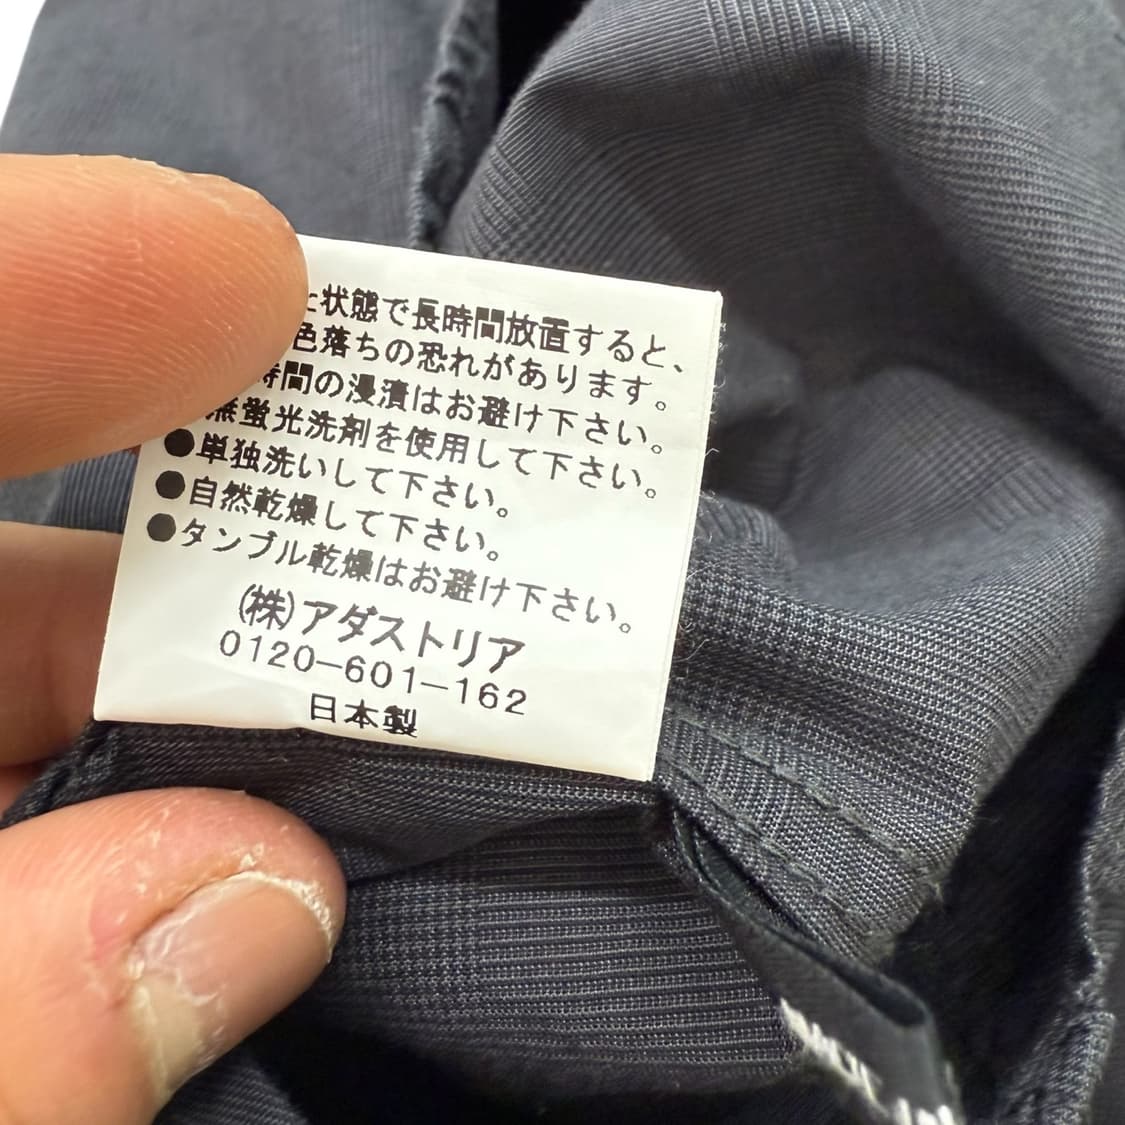 状態で長時間放置すると、
色落ちの恐れがあります。
時間の浸漬はお避け下さい。
無蛍光洗剤を使用して下さい。
●単独洗いして下さい。
●自然乾燥して下さい。
●タンブル乾燥はお避け下さい。
(株)アダストリア
0120-601-162
日本製